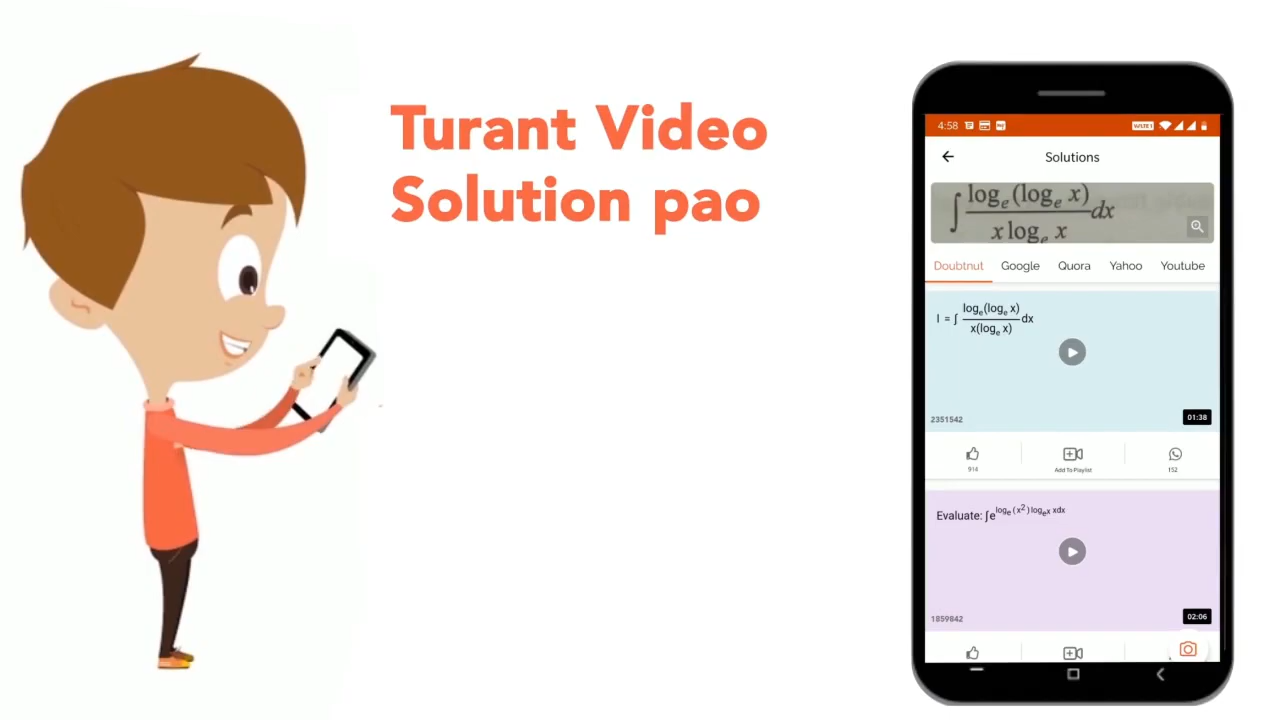 Turant Video
Solution pao
4:58
VoLTE1
Solutions
∫ logₑ(logₑ x) / x logₑ x dx
Doubtnut Google Quora Yahoo Youtube
I = ∫ logₑ(logₑ x) / x(logₑ x) dx
2351542 01:38
914 Add To Playlist 152
Evaluate: ∫e^logₑ(x²)logₑx xdx
1859842 02:06